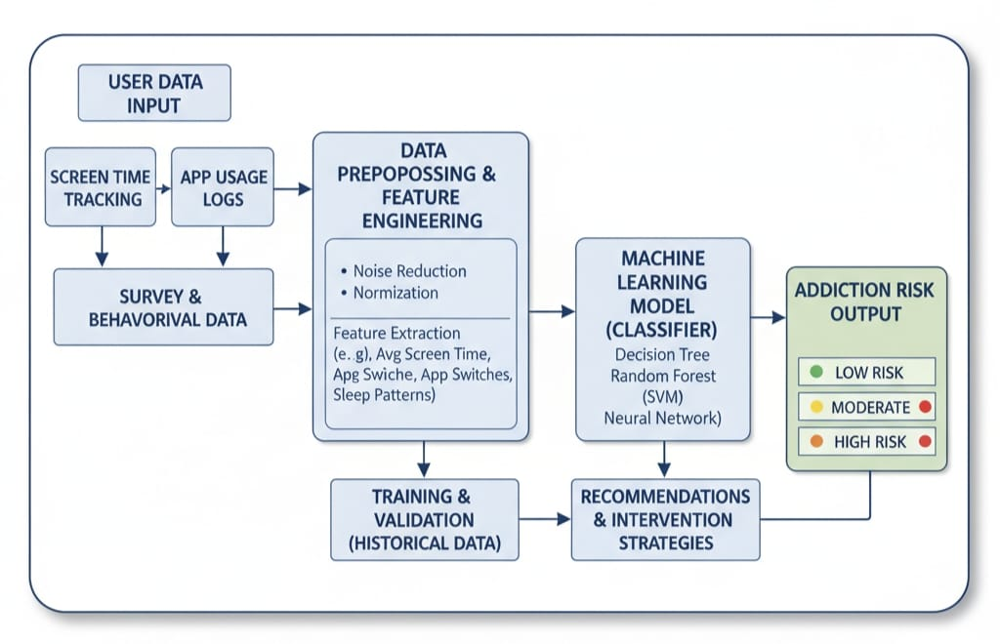 USER DATA
INPUT
SCREEN TIME
TRACKING
APP USAGE
LOGS
SURVEY &
BEHAVORIVAL DATA
DATA
PREPOPOSSING &
FEATURE
ENGINEERING
• Noise Reduction
• Normization
Feature Extraction
(e..g), Avg Screen Time,
Apg Swiche, App Switches,
Sleep Patterns)
MACHINE
LEARNING
MODEL
(CLASSIFIER)
Decision Tree
Random Forest
(SVM)
Neural Network)
ADDICTION RISK
OUTPUT
LOW RISK
MODERATE
HIGH RISK
TRAINING &
VALIDATION
(HISTORICAL DATA)
RECOMMENDATIONS
& INTERVENTION
STRATEGIES